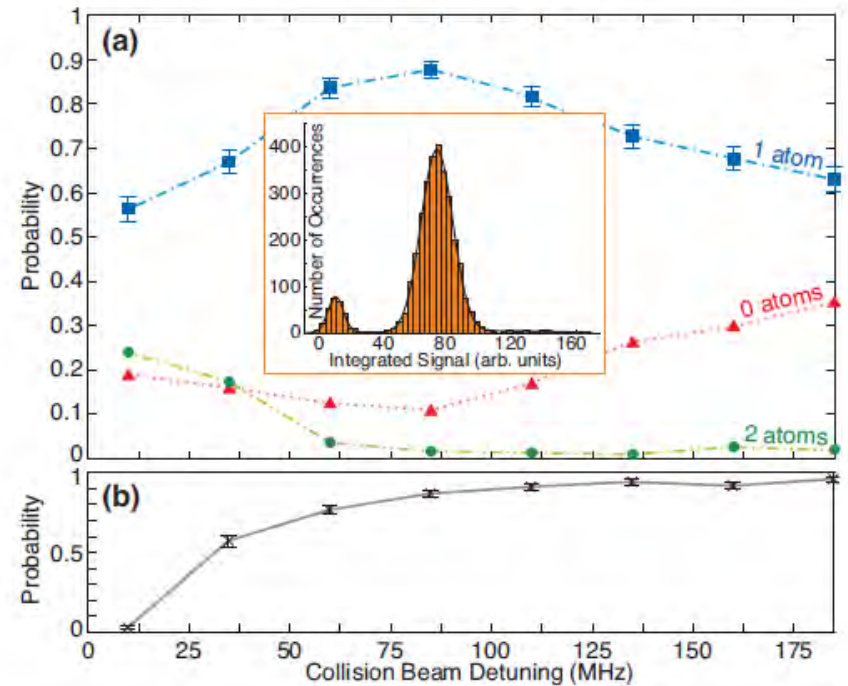 (a)
Probability
1
0.9
0.8
0.7
0.6
0.5
0.4
0.3
0.2
0.1
0
1 atom
0 atoms
2 atoms
Number of Occurrences
400
300
200
100
0
0 40 80 120 160
Integrated Signal (arb. units)
(b)
Probability
1
0.5
0
0 25 50 75 100 125 150 175
Collision Beam Detuning (MHz)